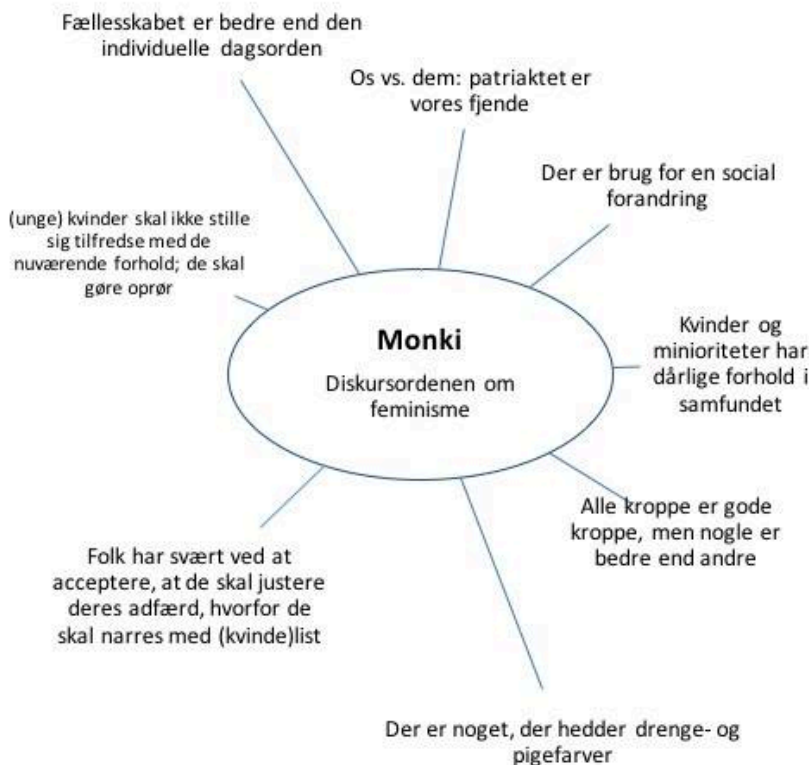 Fællesskabet er bedre end den
individuelle dagsorden
Os vs. dem: patriaktet er
vores fjende
Der er brug for en social
forandring
(unge) kvinder skal ikke stille
sig tilfredse med de
nuværende forhold; de skal
gøre oprør
Monki
Diskursordenen om
feminisme
Kvinder og
minioriteter har
dårlige forhold i
samfundet
Alle kroppe er gode
kroppe, men nogle er
bedre end andre
Folk har svært ved at
acceptere, at de skal justere
deres adfærd, hvorfor de
skal narres med (kvinde)list
Der er noget, der hedder drenge- og
pigefarver